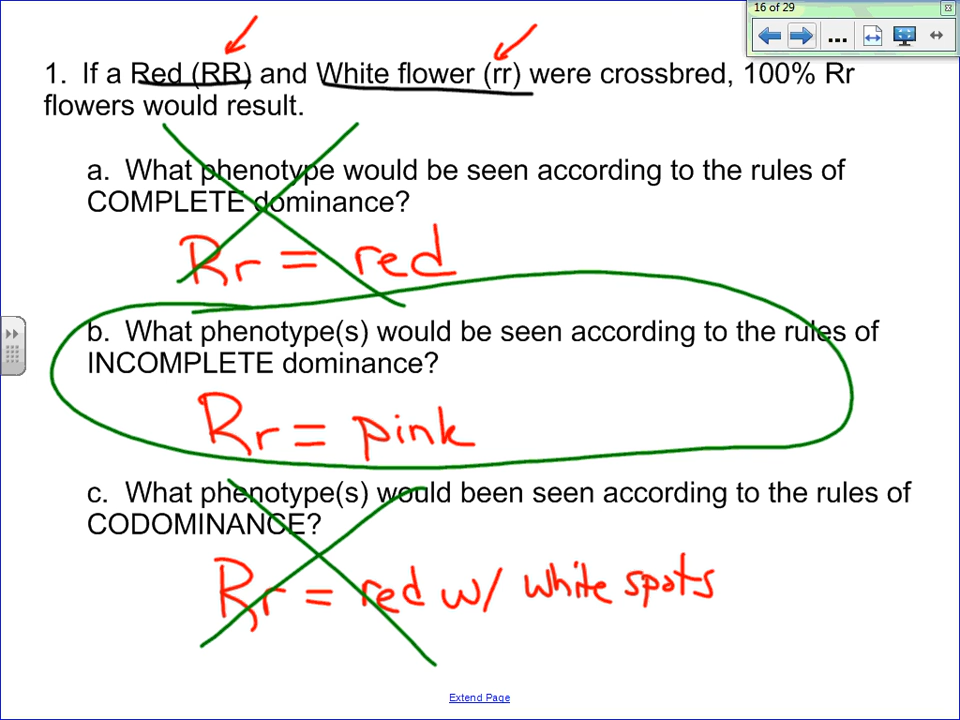 16 of 29
...
1. If a Red (RR) and White flower (rr) were crossbred, 100% Rr
flowers would result.
a. What phenotype would be seen according to the rules of
COMPLETE dominance?
Rr = red
b. What phenotype(s) would be seen according to the rules of
INCOMPLETE dominance?
Rr = pink
c. What phenotype(s) would been seen according to the rules of
CODOMINANCE?
Rr = red w/ white spots
Extend Page